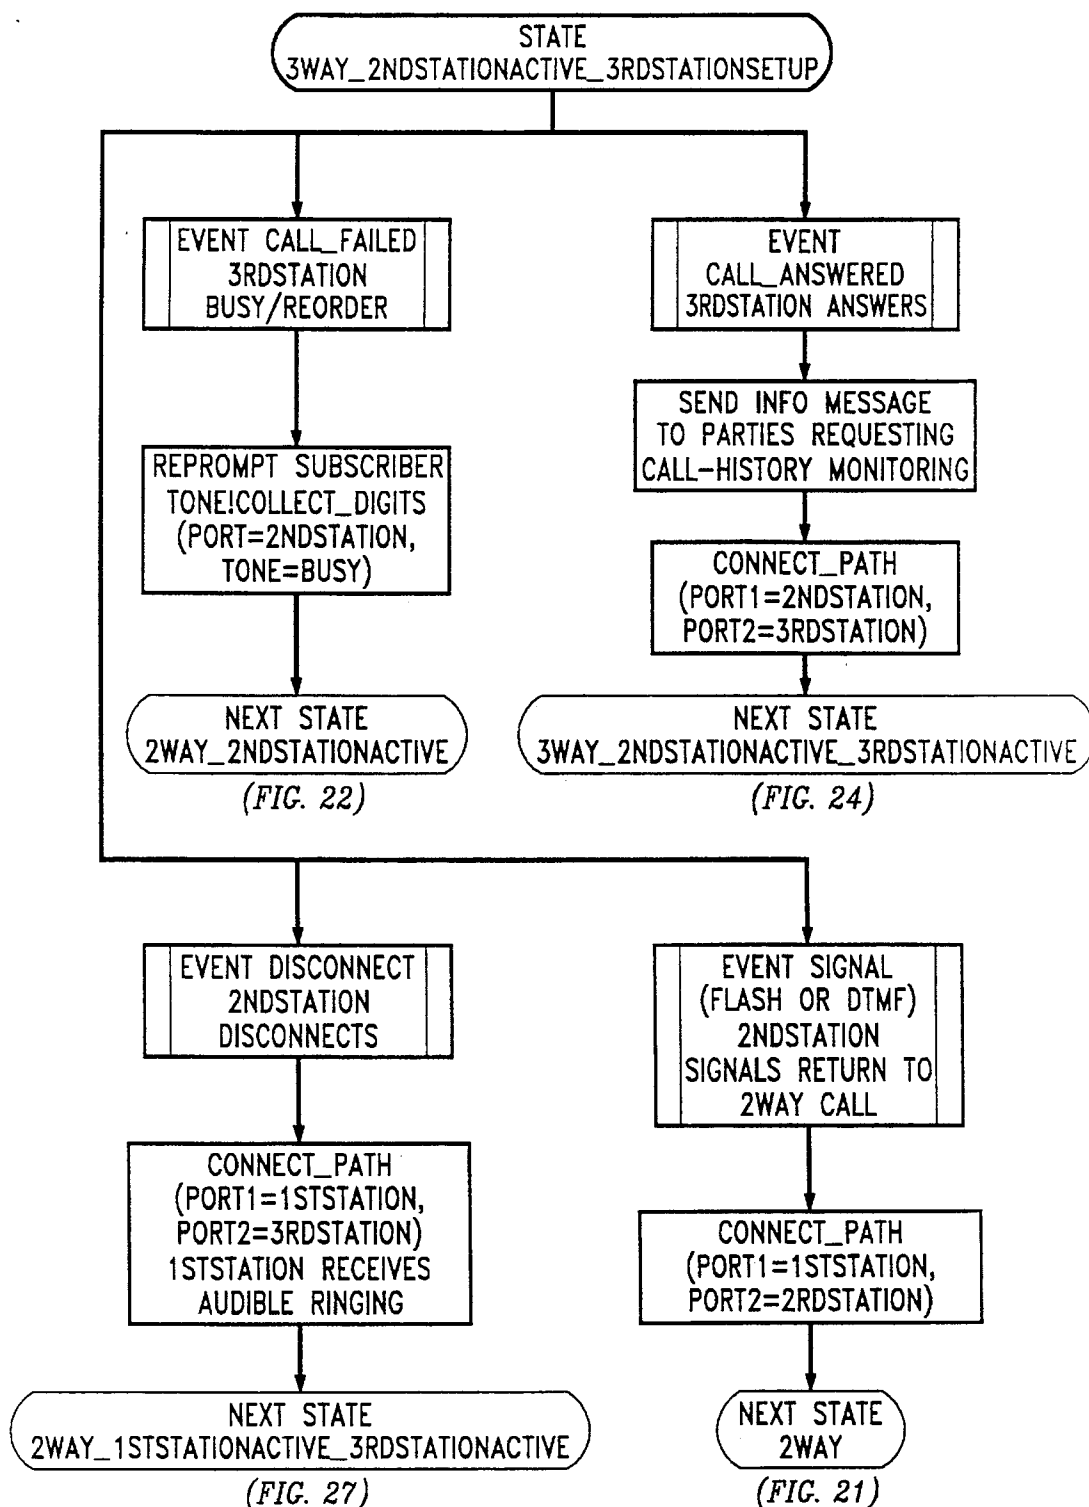 STATE
3WAY_2NDSTATIONACTIVE_3RDSTATIONSETUP
EVENT CALL_FAILED
3RDSTATION
BUSY/REORDER
REPROMPT SUBSCRIBER
TONE!COLLECT_DIGITS
(PORT=2NDSTATION,
TONE=BUSY)
NEXT STATE
2WAY_2NDSTATIONACTIVE
(FIG. 22)
EVENT
CALL_ANSWERED
3RDSTATION ANSWERS
SEND INFO MESSAGE
TO PARTIES REQUESTING
CALL-HISTORY MONITORING
CONNECT_PATH
(PORT1=2NDSTATION,
PORT2=3RDSTATION)
NEXT STATE
3WAY_2NDSTATIONACTIVE_3RDSTATIONACTIVE
(FIG. 24)
EVENT DISCONNECT
2NDSTATION
DISCONNECTS
CONNECT_PATH
(PORT1=1STSTATION,
PORT2=3RDSTATION)
1STSTATION RECEIVES
AUDIBLE RINGING
NEXT STATE
2WAY_1STSTATIONACTIVE_3RDSTATIONACTIVE
(FIG. 27)
EVENT SIGNAL
(FLASH OR DTMF)
2NDSTATION
SIGNALS RETURN TO
2WAY CALL
CONNECT_PATH
(PORT1=1STSTATION,
PORT2=2RDSTATION)
NEXT STATE
2WAY
(FIG. 21)